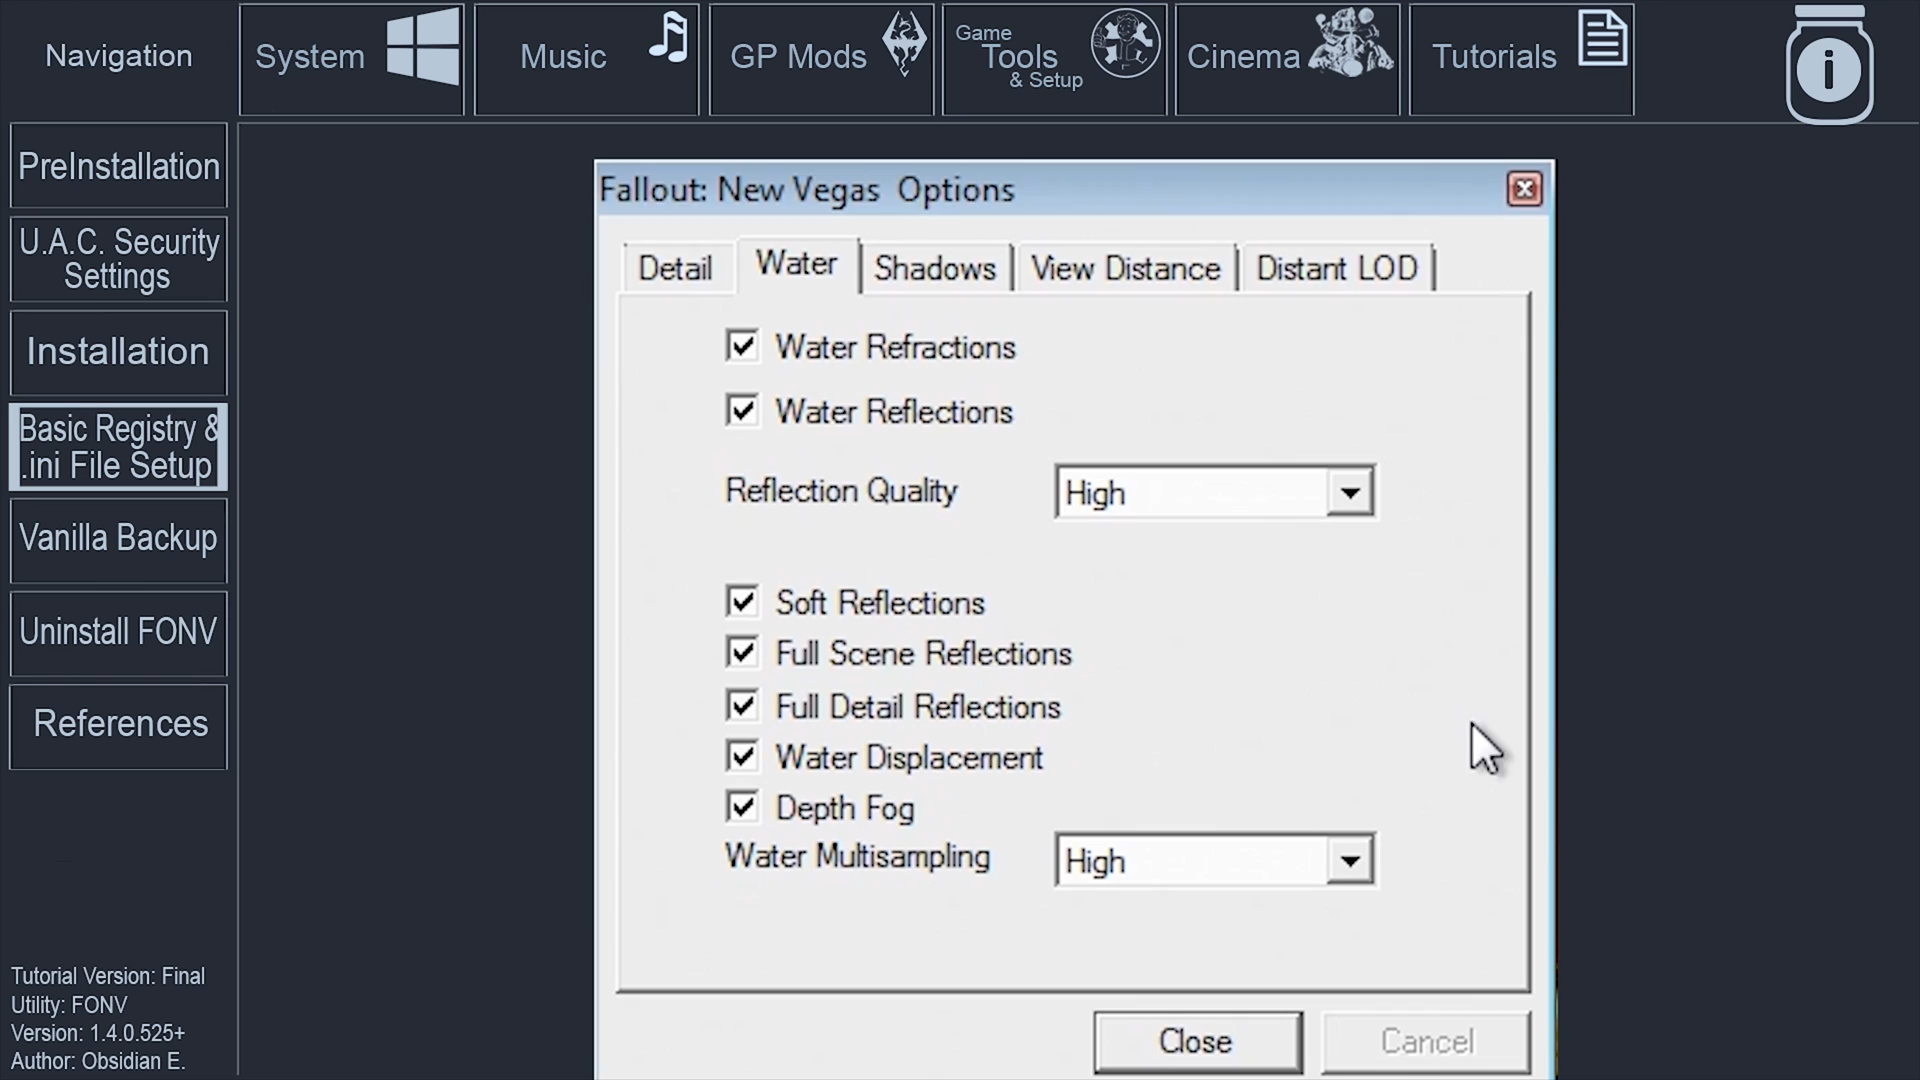 Navigation
System
Music
GP Mods
Game
Tools
& Setup
Cinema
Tutorials
i
PreInstallation
U.A.C. Security
Settings
Installation
Basic Registry &
.ini File Setup
Vanilla Backup
Uninstall FONV
References
Tutorial Version: Final
Utility: FONV
Version: 1.4.0.525+
Author: Obsidian E.
Fallout: New Vegas Options
Detail
Water
Shadows
View Distance
Distant LOD
Water Refractions
Water Reflections
Reflection Quality
High
Soft Reflections
Full Scene Reflections
Full Detail Reflections
Water Displacement
Depth Fog
Water Multisampling
High
Close
Cancel